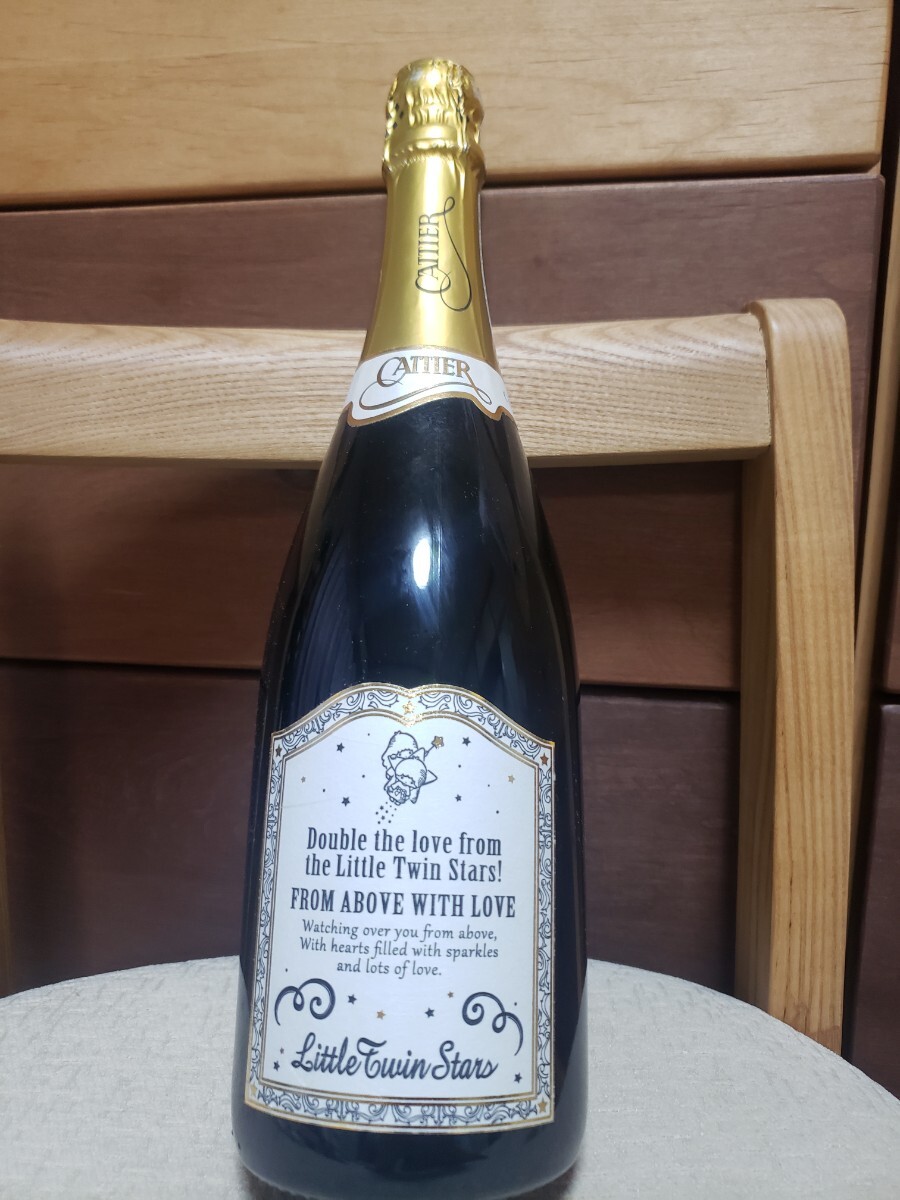 CATTIER
CATTIER
Double the love from
the Little Twin Stars!
FROM ABOVE WITH LOVE
Watching over you from above,
With hearts filled with sparkles
and lots of love.
Little Twin Stars